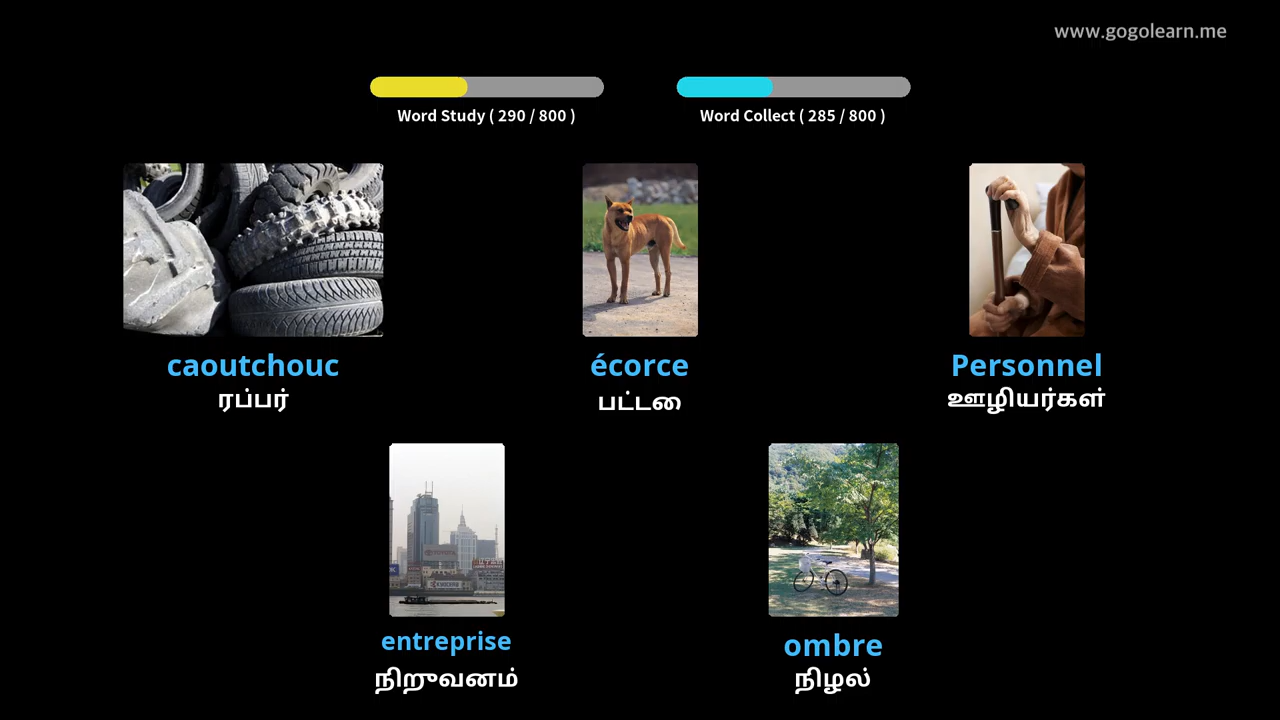 www.gogolearn.me
Word Study ( 290 / 800 )
Word Collect ( 285 / 800 )
caoutchouc
ரப்பர்
écorce
பட்டை
Personnel
ஊழியர்கள்
TOYOTA
entreprise
நிறுவனம்
ombre
நிழல்